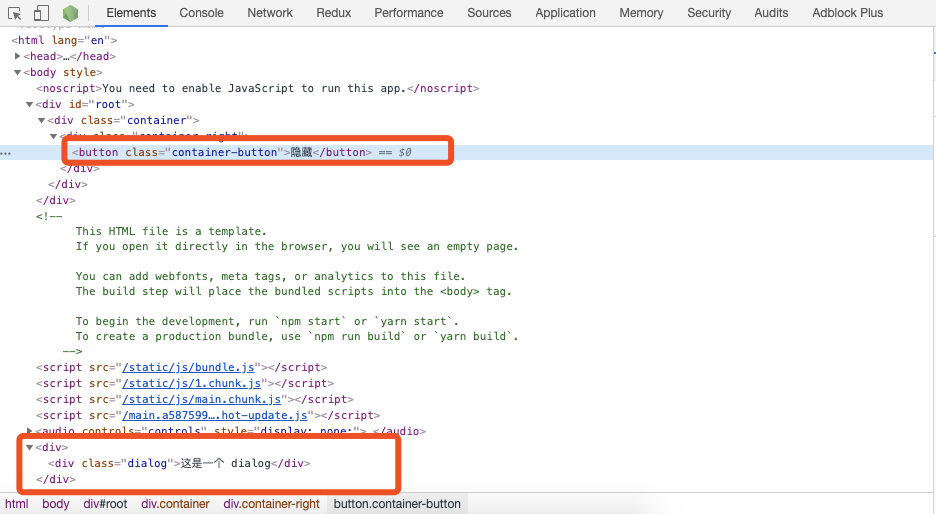 Elements Console Network Redux Performance Sources Application Memory Security Audits Adblock Plus
<html lang="en">
<head>…</head>
<body style>
<noscript>You need to enable JavaScript to run this app.</noscript>
<div id="root">
<div class="container">
<div class="container-right">
<button class="container-button">隐藏</button> == $0
</div>
</div>
</div>
<!--
This HTML file is a template.
If you open it directly in the browser, you will see an empty page.
You can add webfonts, meta tags, or analytics to this file.
The build step will place the bundled scripts into the <body> tag.
To begin the development, run `npm start` or `yarn start`.
To create a production bundle, use `npm run build` or `yarn build`.
-->
<script src="/static/js/bundle.js"></script>
<script src="/static/js/1.chunk.js"></script>
<script src="/static/js/main.chunk.js"></script>
<script src="/main.a587599….hot-update.js"></script>
<audio controls="controls" style="display: none;"> </audio>
<div>
<div class="dialog">这是一个 dialog</div>
</div>
html body div#root div.container div.container-right button.container-button